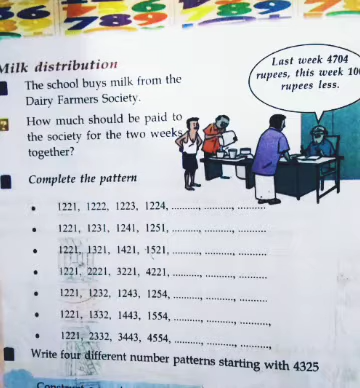 Milk distribution
The school buys milk from the
Dairy Farmers Society.
How much should be paid to
the society for the two weeks
together?
Last week 4704
rupees, this week
rupees less.
Complete the pattern
1221, 1222, 1223, 1224, .........., .........., ..........
1221, 1231, 1241, 1251, .........., .........., ..........
1221, 1321, 1421, 1521, .........., .........., ..........
1221, 2221, 3221, 4221, .........., .........., ..........
1221, 1232, 1243, 1254, .........., .........., ..........
1221, 1332, 1443, 1554, .........., .........., ..........,
1221, 2332, 3443, 4554, .........., .........., ..........,
Write four different number patterns starting with 4325